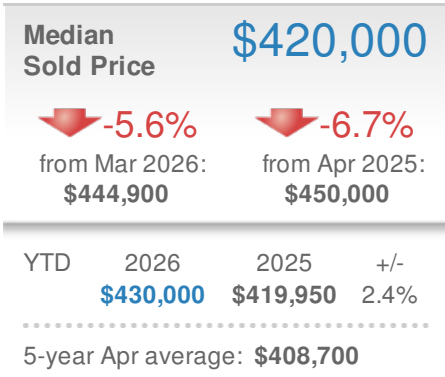 Median
Sold Price
$420,000
-5.6% -6.7%
from Mar 2026: from Apr 2025:
$444,900 $450,000
YTD 2026 2025 +/-
$430,000 $419,950 2.4%
5-year Apr average: $408,700